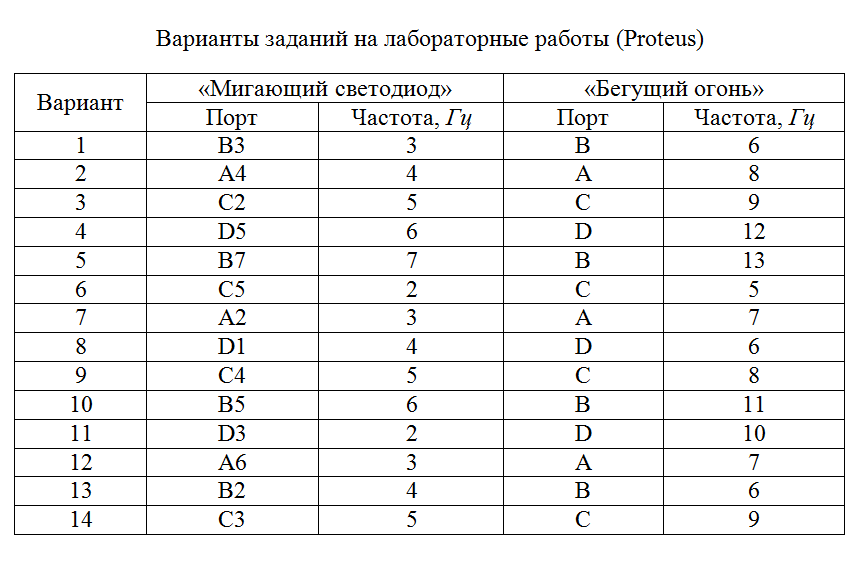 Варианты заданий на лабораторные работы (Proteus)
Вариант «Мигающий светодиод» «Бегущий огонь»
Порт Частота, Гц Порт Частота, Гц
1 B3 3 B 6
2 A4 4 A 8
3 C2 5 C 9
4 D5 6 D 12
5 B7 7 B 13
6 C5 2 C 5
7 A2 3 A 7
8 D1 4 D 6
9 C4 5 C 8
10 B5 6 B 11
11 D3 2 D 10
12 A6 3 A 7
13 B2 4 B 6
14 C3 5 C 9